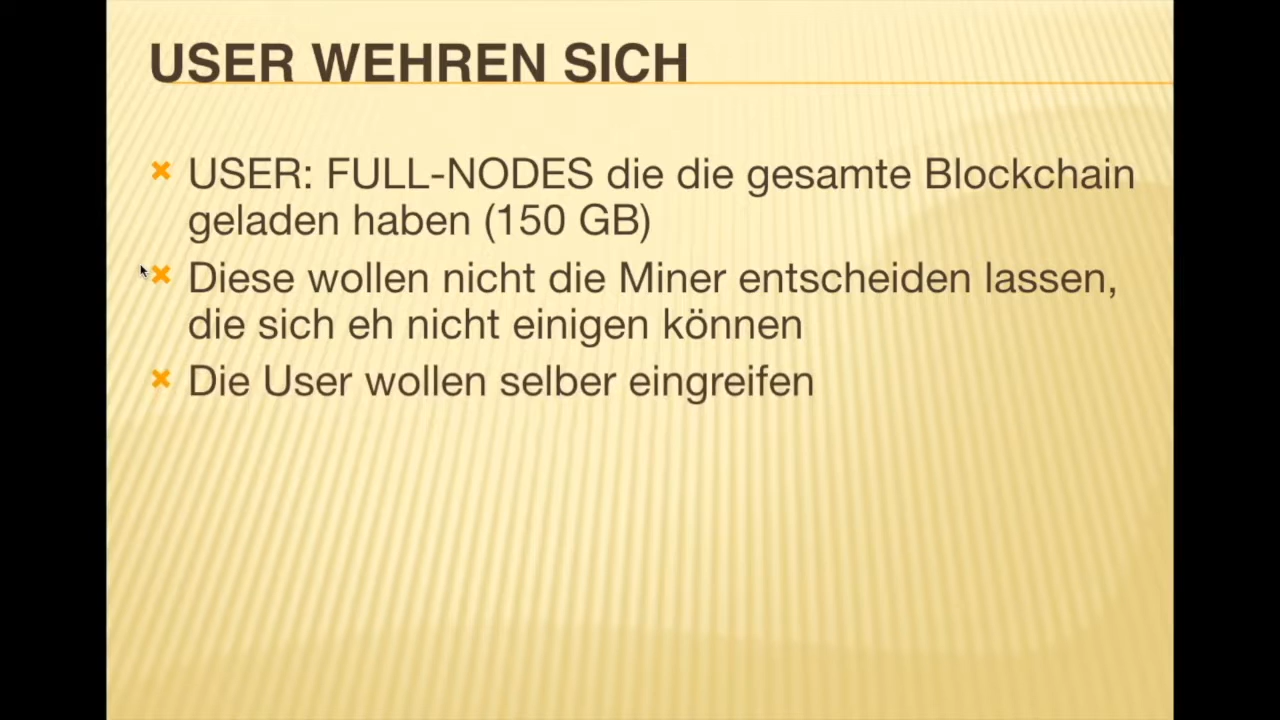 USER WEHREN SICH
USER: FULL-NODES die die gesamte Blockchain
geladen haben (150 GB)
Diese wollen nicht die Miner entscheiden lassen,
die sich eh nicht einigen können
Die User wollen selber eingreifen